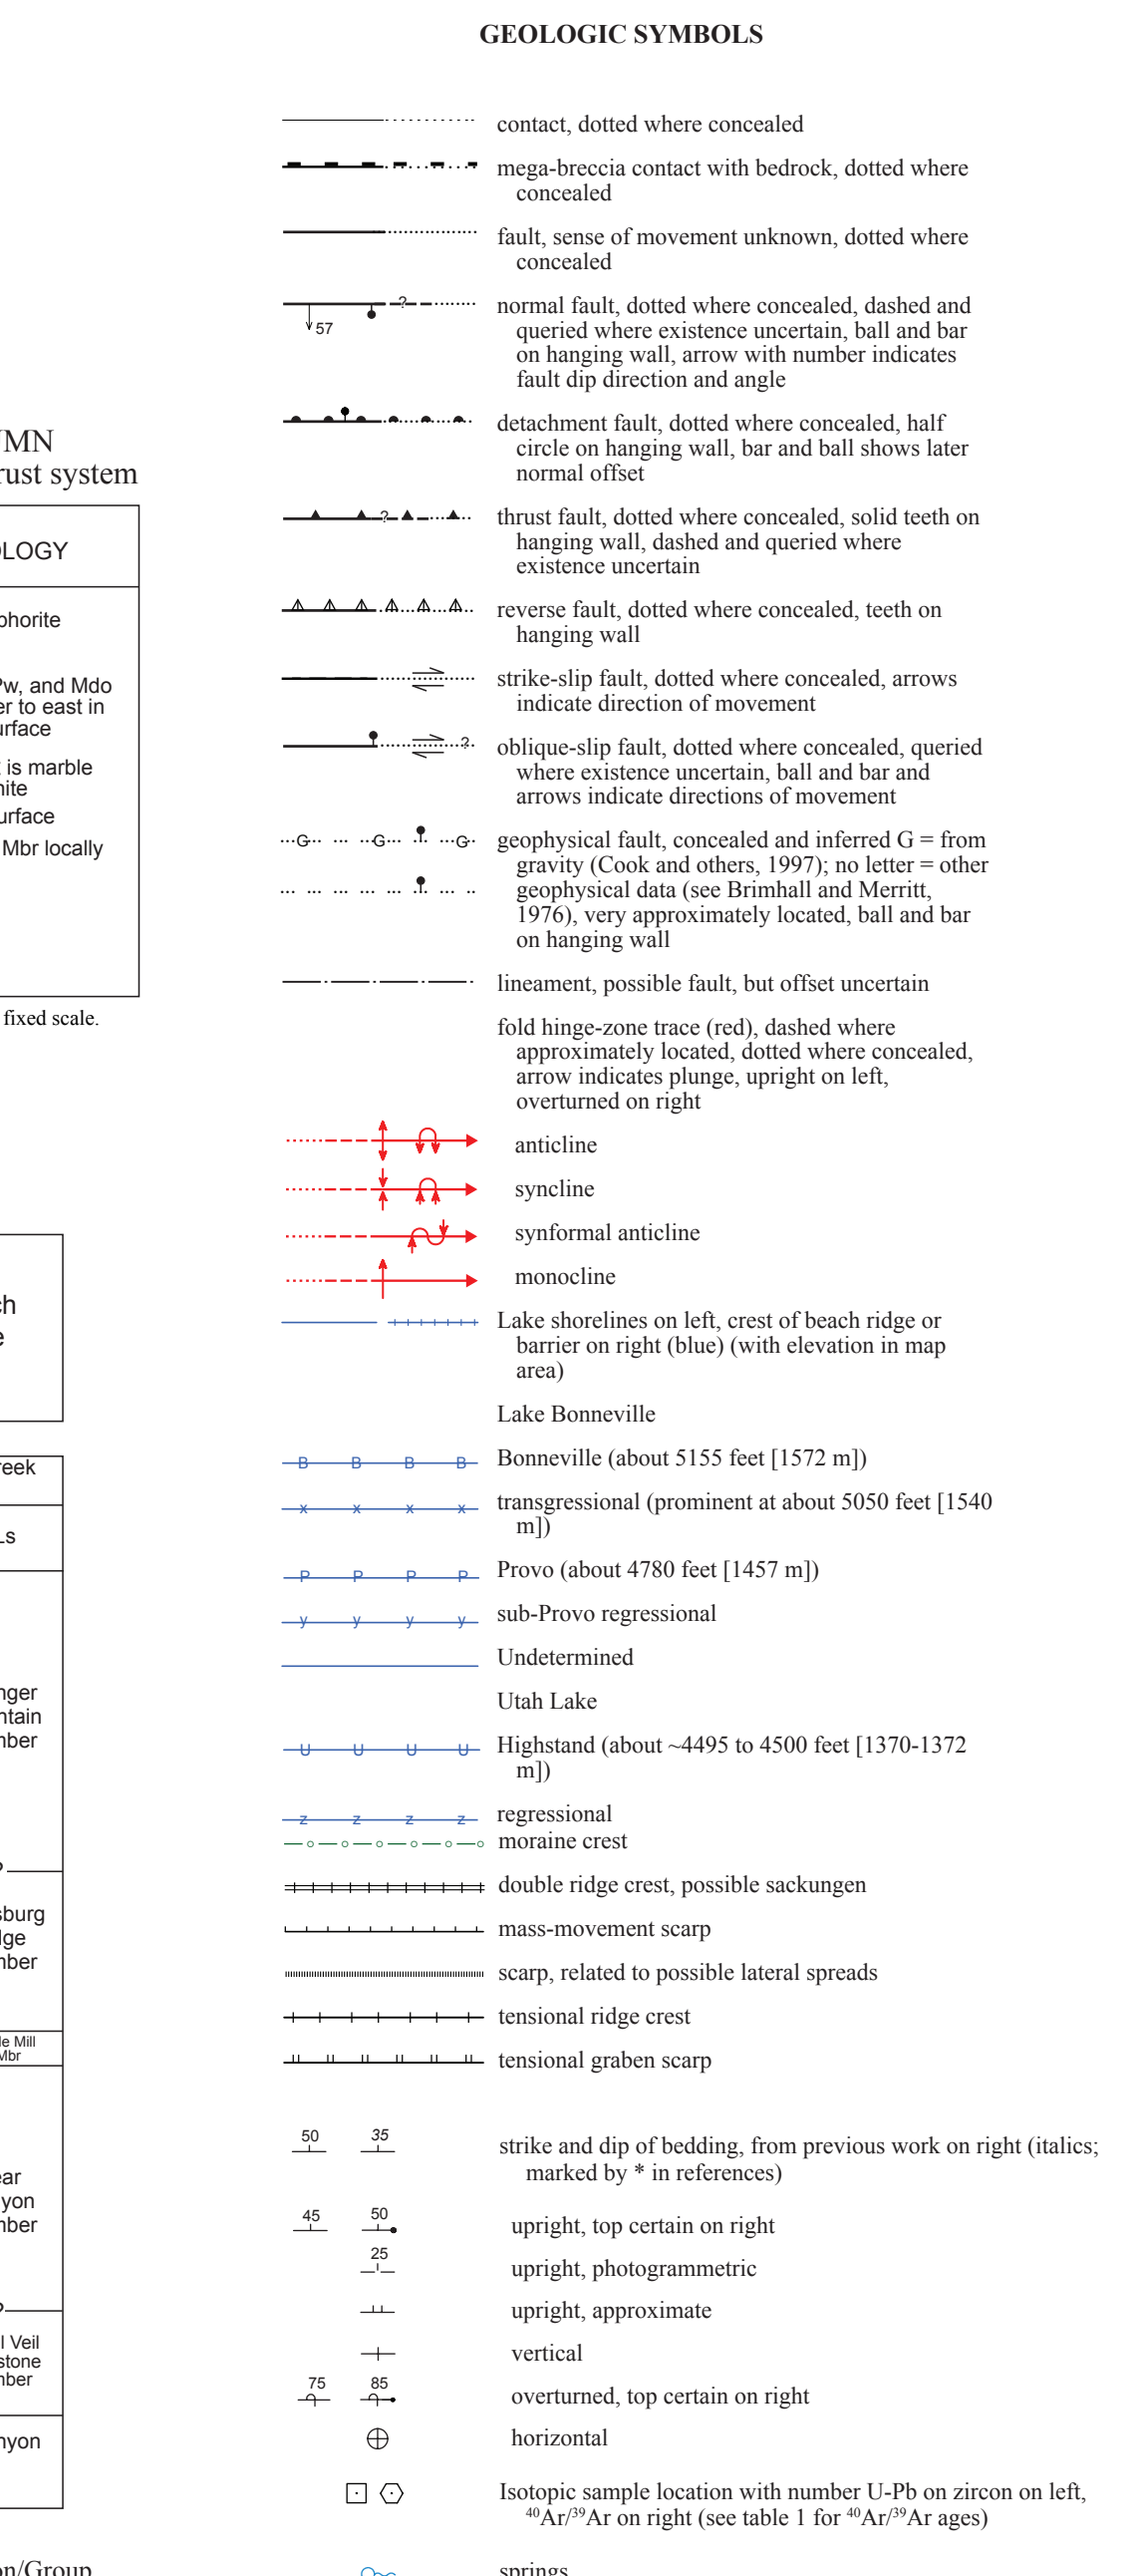 GEOLOGIC SYMBOLS
contact, dotted where concealed
mega-breccia contact with bedrock, dotted where
concealed
fault, sense of movement unknown, dotted where
concealed
?
57
normal fault, dotted where concealed, dashed and
queried where existence uncertain, ball and bar
on hanging wall, arrow with number indicates
fault dip direction and angle
detachment fault, dotted where concealed, half
circle on hanging wall, bar and ball shows later
normal offset
?
thrust fault, dotted where concealed, solid teeth on
hanging wall, dashed and queried where
existence uncertain
reverse fault, dotted where concealed, teeth on
hanging wall
strike-slip fault, dotted where concealed, arrows
indicate direction of movement
?
oblique-slip fault, dotted where concealed, queried
where existence uncertain, ball and bar and
arrows indicate directions of movement
G G G
geophysical fault, concealed and inferred G = from
gravity (Cook and others, 1997); no letter = other
geophysical data (see Brimhall and Merritt,
1976), very approximately located, ball and bar
on hanging wall
lineament, possible fault, but offset uncertain
fold hinge-zone trace (red), dashed where
approximately located, dotted where concealed,
arrow indicates plunge, upright on left,
overturned on right
anticline
syncline
synformal anticline
monocline
Lake shorelines on left, crest of beach ridge or
barrier on right (blue) (with elevation in map
area)
Lake Bonneville
B B B B Bonneville (about 5155 feet [1572 m])
x x x x transgressional (prominent at about 5050 feet [1540
m])
P P P P Provo (about 4780 feet [1457 m])
y y y y sub-Provo regressional
Undetermined
Utah Lake
U U U U Highstand (about ~4495 to 4500 feet [1370-1372
m])
z z z z regressional
moraine crest
double ridge crest, possible sackungen
mass-movement scarp
scarp, related to possible lateral spreads
tensional ridge crest
tensional graben scarp
50 35 strike and dip of bedding, from previous work on right (italics;
marked by * in references)
45 50 upright, top certain on right
25 upright, photogrammetric
upright, approximate
vertical
75 85 overturned, top certain on right
horizontal
Isotopic sample location with number U-Pb on zircon on left,
⁴⁰Ar/³⁹Ar on right (see table 1 for ⁴⁰Ar/³⁹Ar ages)
springs
UMN
rust system
OLOGY
phorite
Pw, and Mdo
er to east in
urface
is marble
nite
urface
Mbr locally
fixed scale.
ch
e
reek
Ls
nger
ntain
mber
?
sburg
dge
mber
le Mill
Mbr
ear
nyon
mber
?
l Veil
stone
mber
nyon
on/Group